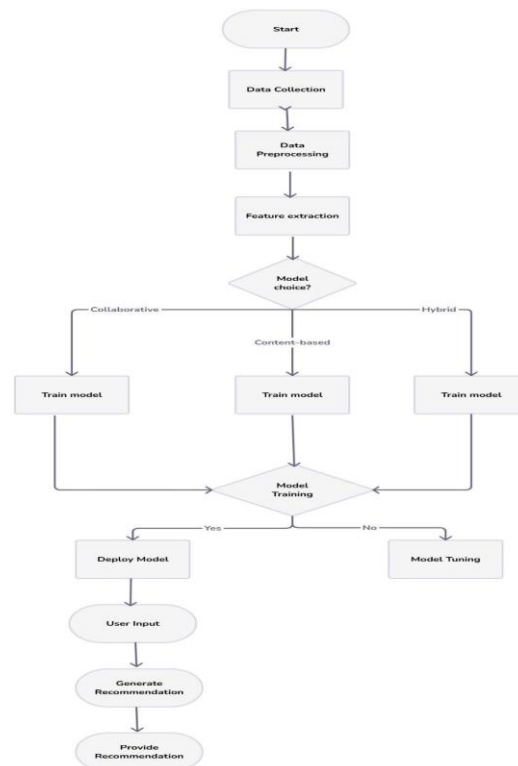 Start
Data Collection
Data
Preprocessing
Feature extraction
Model
choice?
Collaborative
Hybrid
Content-based
Train model
Train model
Train model
Model
Training
Yes
No
Deploy Model
Model Tuning
User Input
Generate
Recommendation
Provide
Recommendation